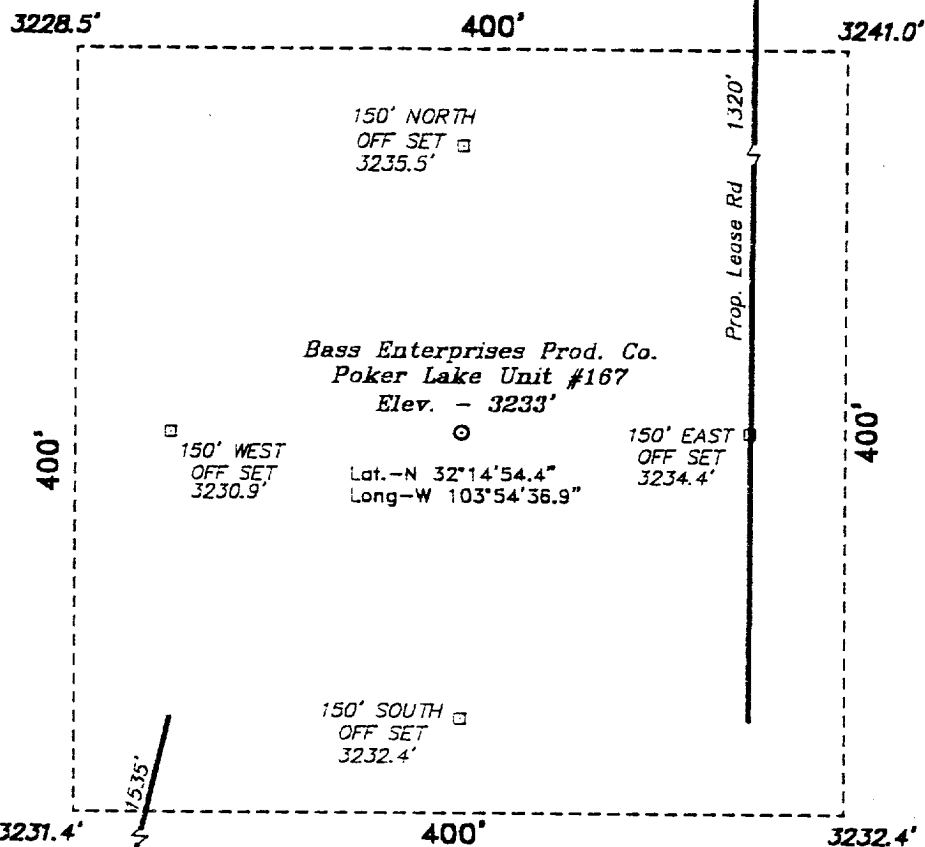 3228.5'
400'
3241.0'
150' NORTH
OFF SET
3235.5'
1320'
Prop. Lease Rd
Bass Enterprises Prod. Co.
Poker Lake Unit #167
Elev. - 3233'
400'
150' WEST
OFF SET
3230.9'
Lat.-N 32°14'54.4"
Long-W 103°54'36.9"
150' EAST
OFF SET
3234.4'
400'
150' SOUTH
OFF SET
3232.4'
1535'
3231.4'
400'
3232.4'